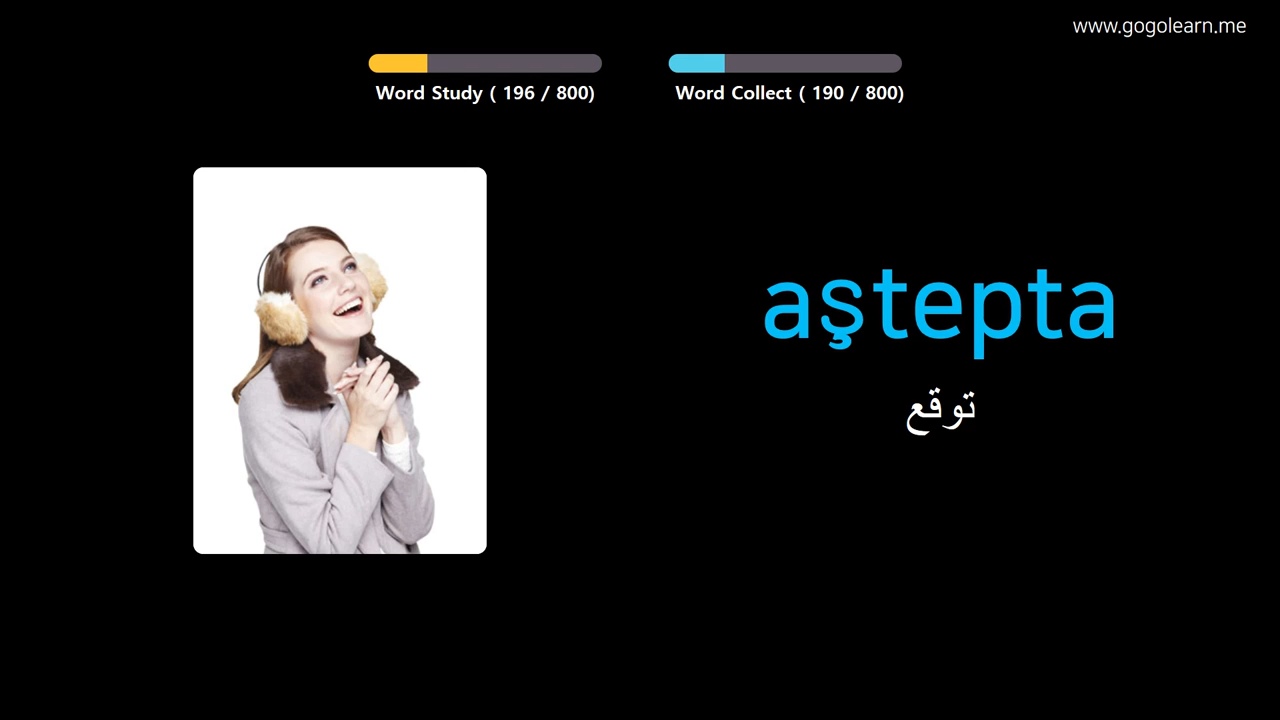 www.gogolearn.me
Word Study ( 196 / 800)
Word Collect ( 190 / 800)
aştepta
توقع